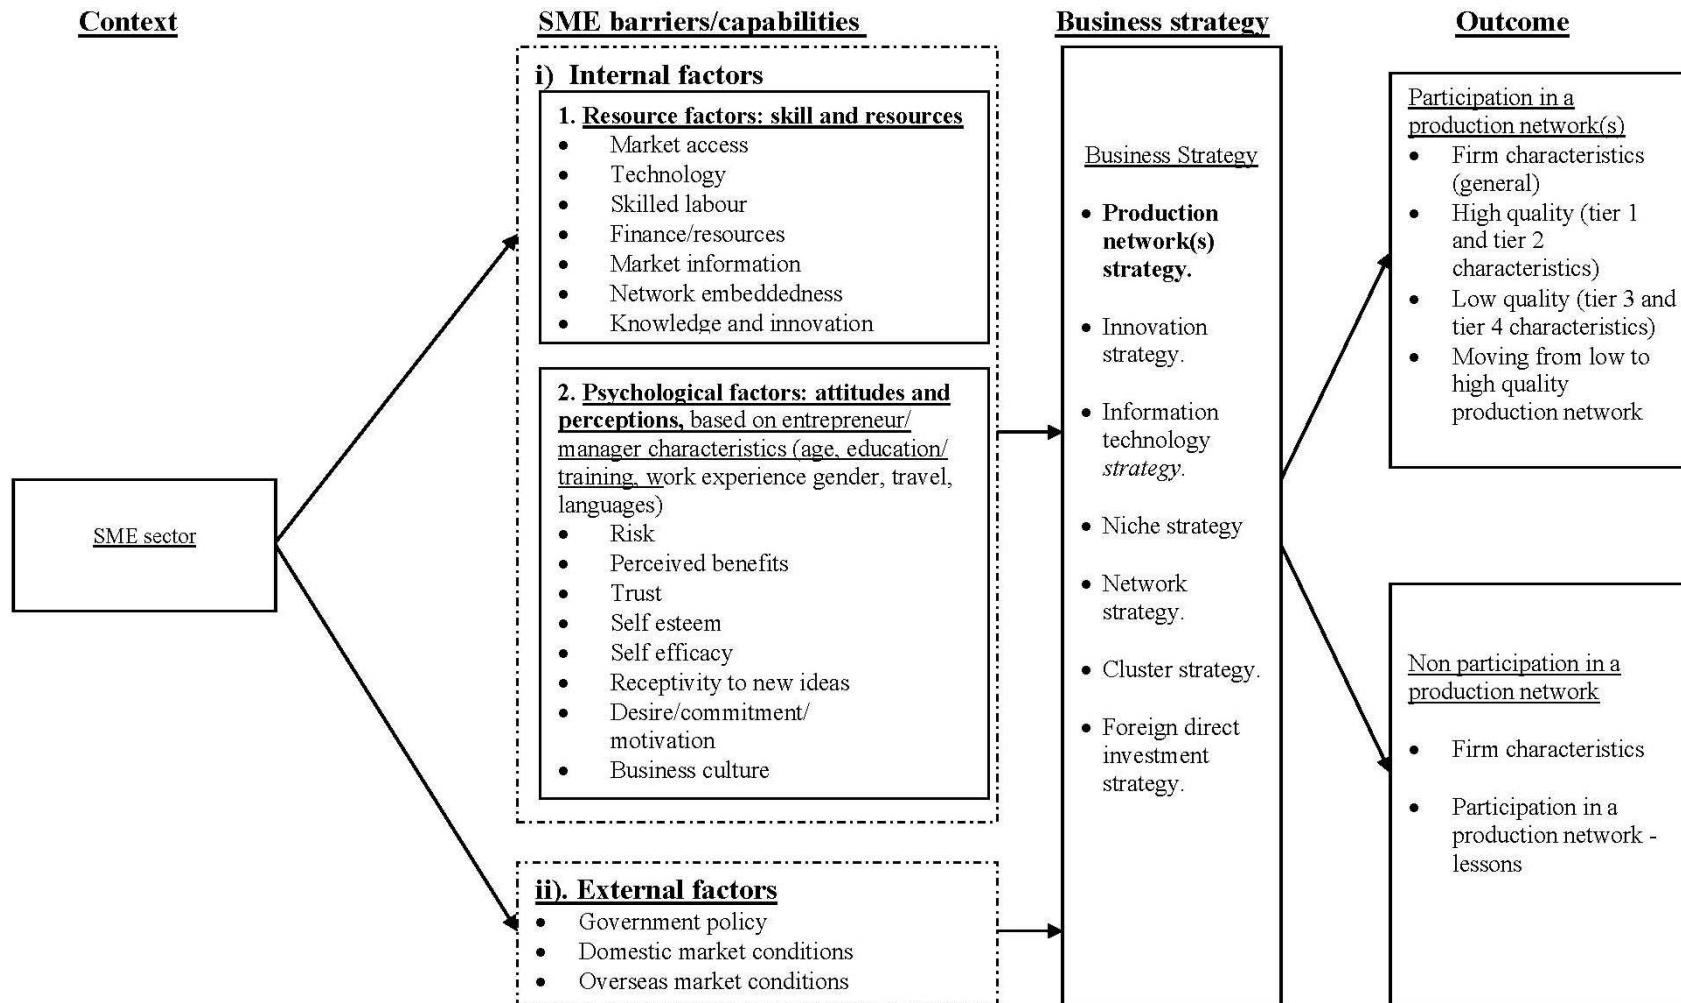 Context
SME barriers/capabilities
Business strategy
Outcome
SME sector
i) Internal factors
1. Resource factors: skill and resources
• Market access
• Technology
• Skilled labour
• Finance/resources
• Market information
• Network embeddedness
• Knowledge and innovation
2. Psychological factors: attitudes and
perceptions, based on entrepreneur/
manager characteristics (age, education/
training, work experience gender, travel,
languages)
• Risk
• Perceived benefits
• Trust
• Self esteem
• Self efficacy
• Receptivity to new ideas
• Desire/commitment/
motivation
• Business culture
ii). External factors
• Government policy
• Domestic market conditions
• Overseas market conditions
Business Strategy
• Production
network(s)
strategy.
• Innovation
strategy.
• Information
technology
strategy.
• Niche strategy
• Network
strategy.
• Cluster strategy.
• Foreign direct
investment
strategy.
Participation in a
production network(s)
• Firm characteristics
(general)
• High quality (tier 1
and tier 2
characteristics)
• Low quality (tier 3 and
tier 4 characteristics)
• Moving from low to
high quality
production network
Non participation in a
production network
• Firm characteristics
• Participation in a
production network -
lessons